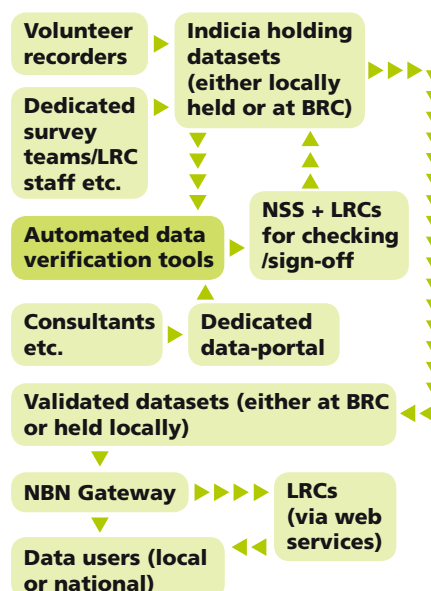 Volunteer
recorders
Indicia holding
datasets
(either locally
held or at BRC)
Dedicated
survey
teams/LRC
staff etc.
Automated data
verification tools
NSS + LRCs
for checking
/sign-off
Consultants
etc.
Dedicated
data-portal
Validated datasets (either at BRC
or held locally)
NBN Gateway
LRCs
(via web
services)
Data users (local
or national)